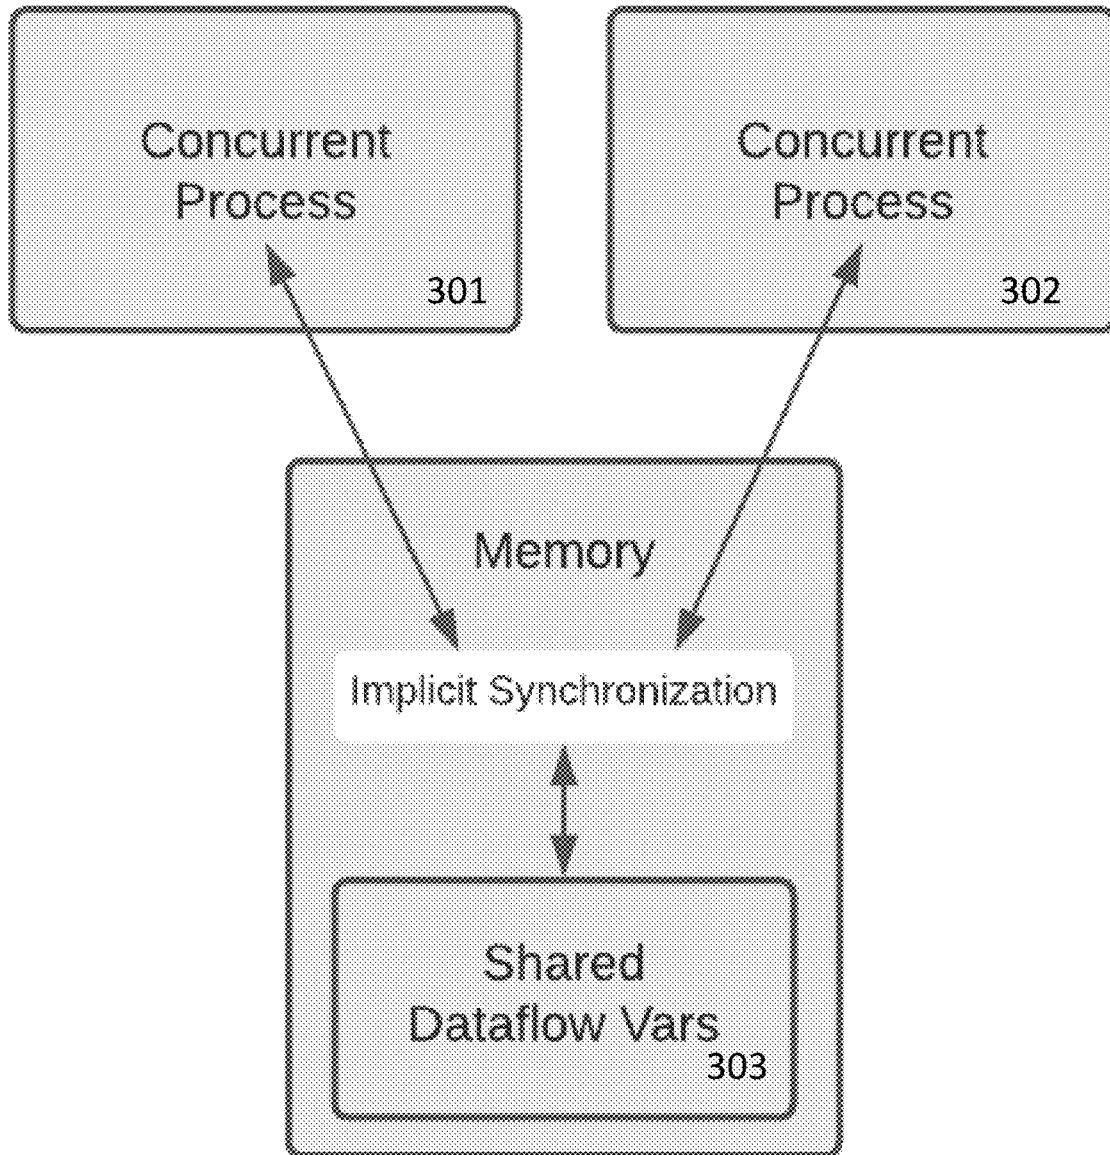 Concurrent
Process
301
Concurrent
Process
302
Memory
Implicit Synchronization
Shared
Dataflow Vars
303